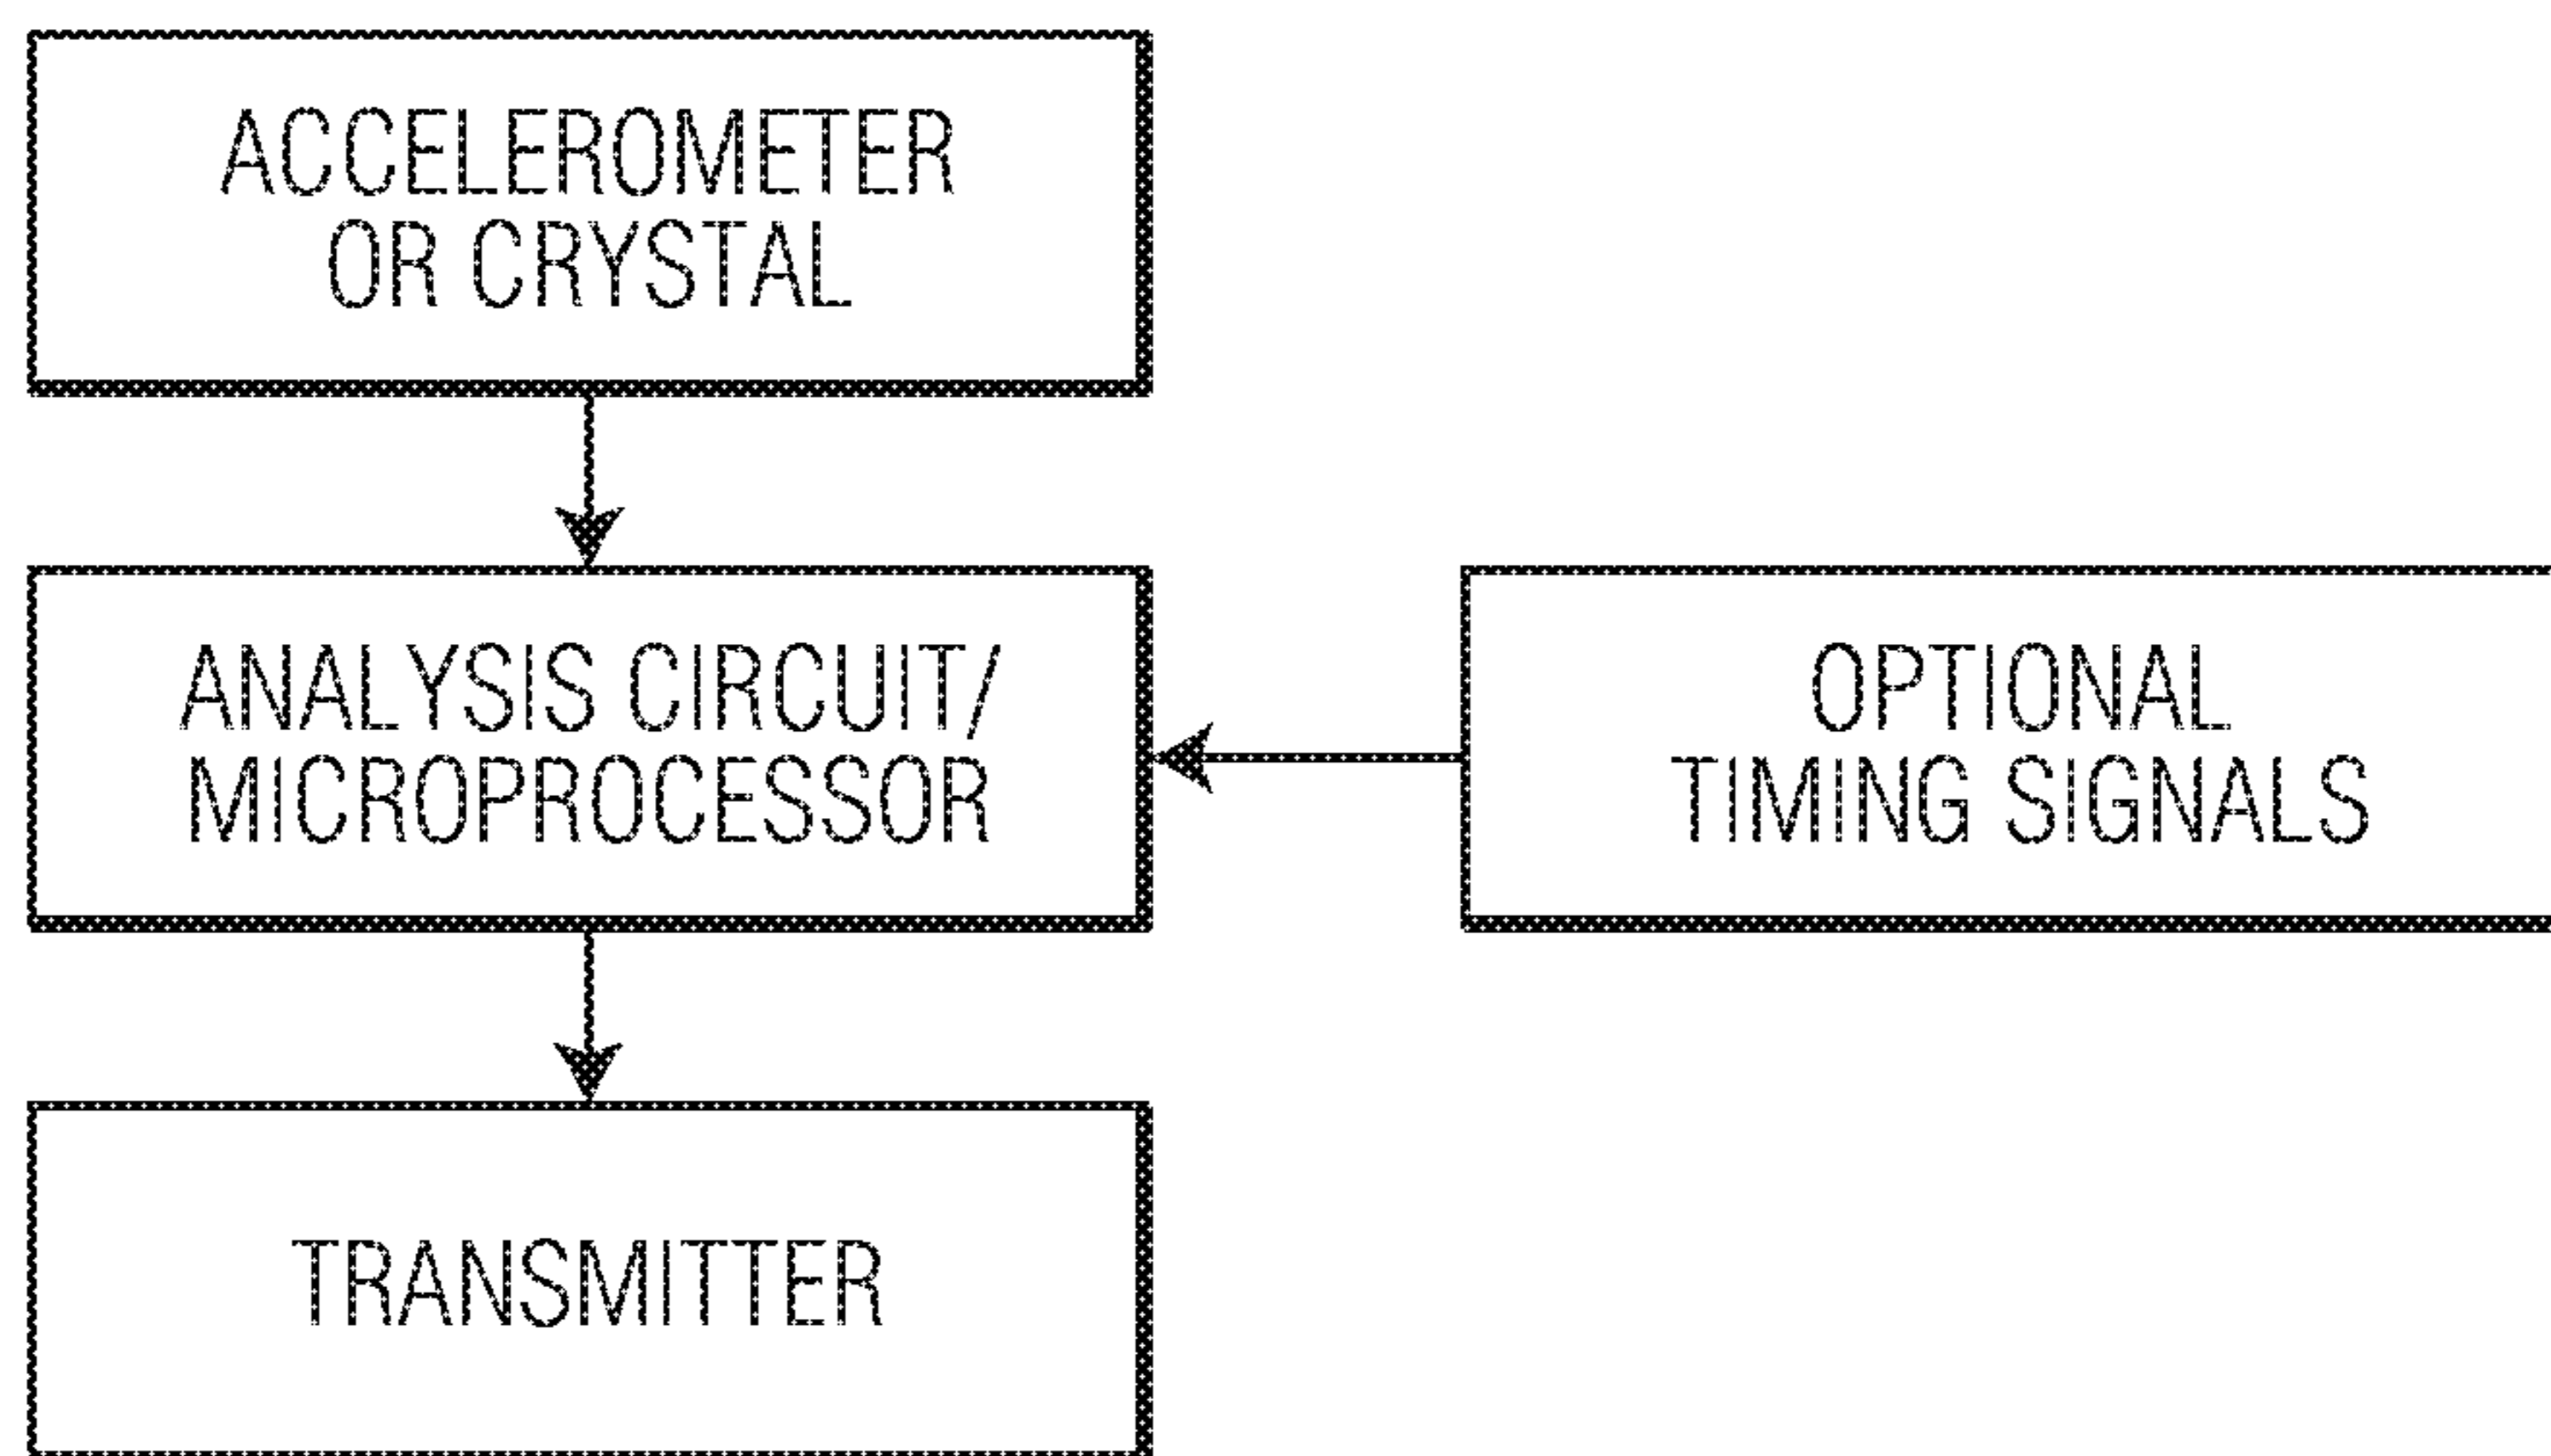 ACCELEROMETER
OR CRYSTAL
ANALYSIS CIRCUIT/
MICROPROCESSOR
OPTIONAL
TIMING SIGNALS
TRANSMITTER